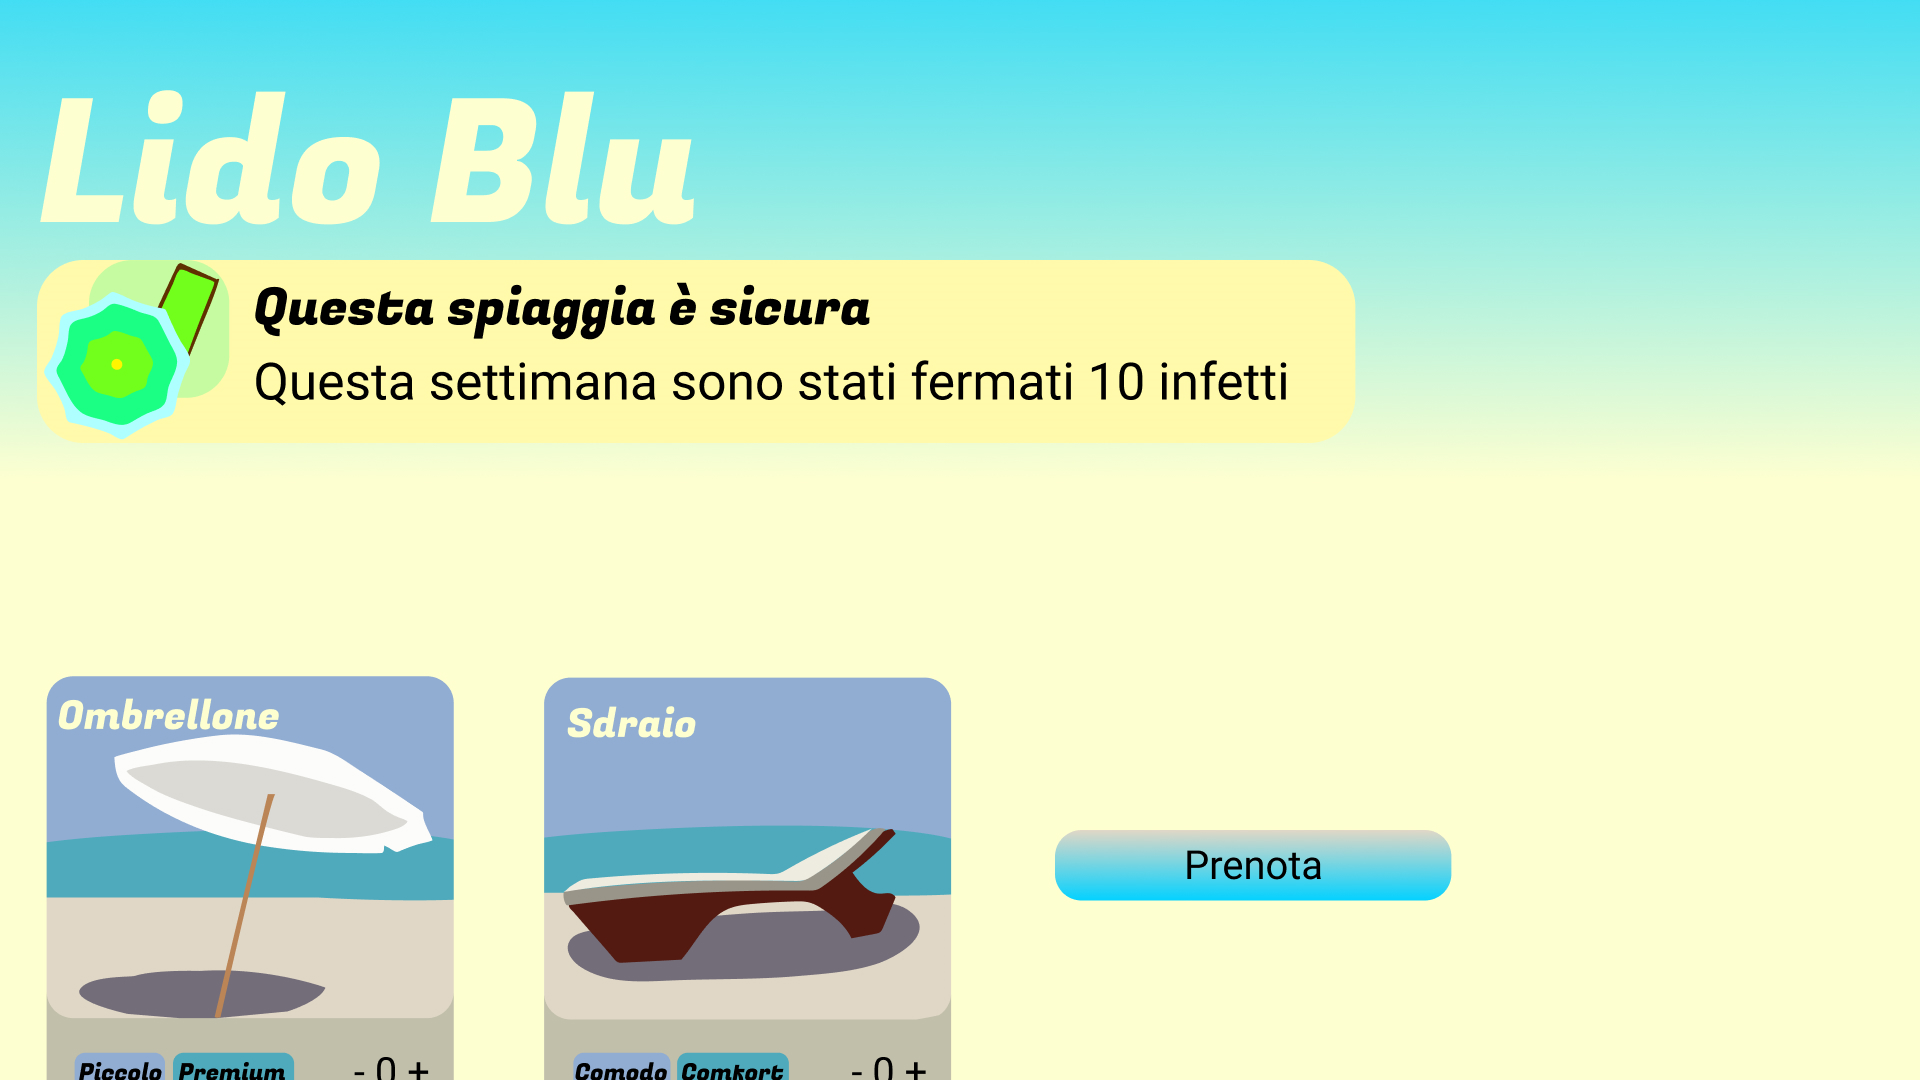 Lido Blu
Questa spiaggia è sicura
Questa settimana sono stati fermati 10 infetti
Ombrellone
Sdraio
Prenota
Piccolo Premium - 0 +
Comodo Comkort - 0 +